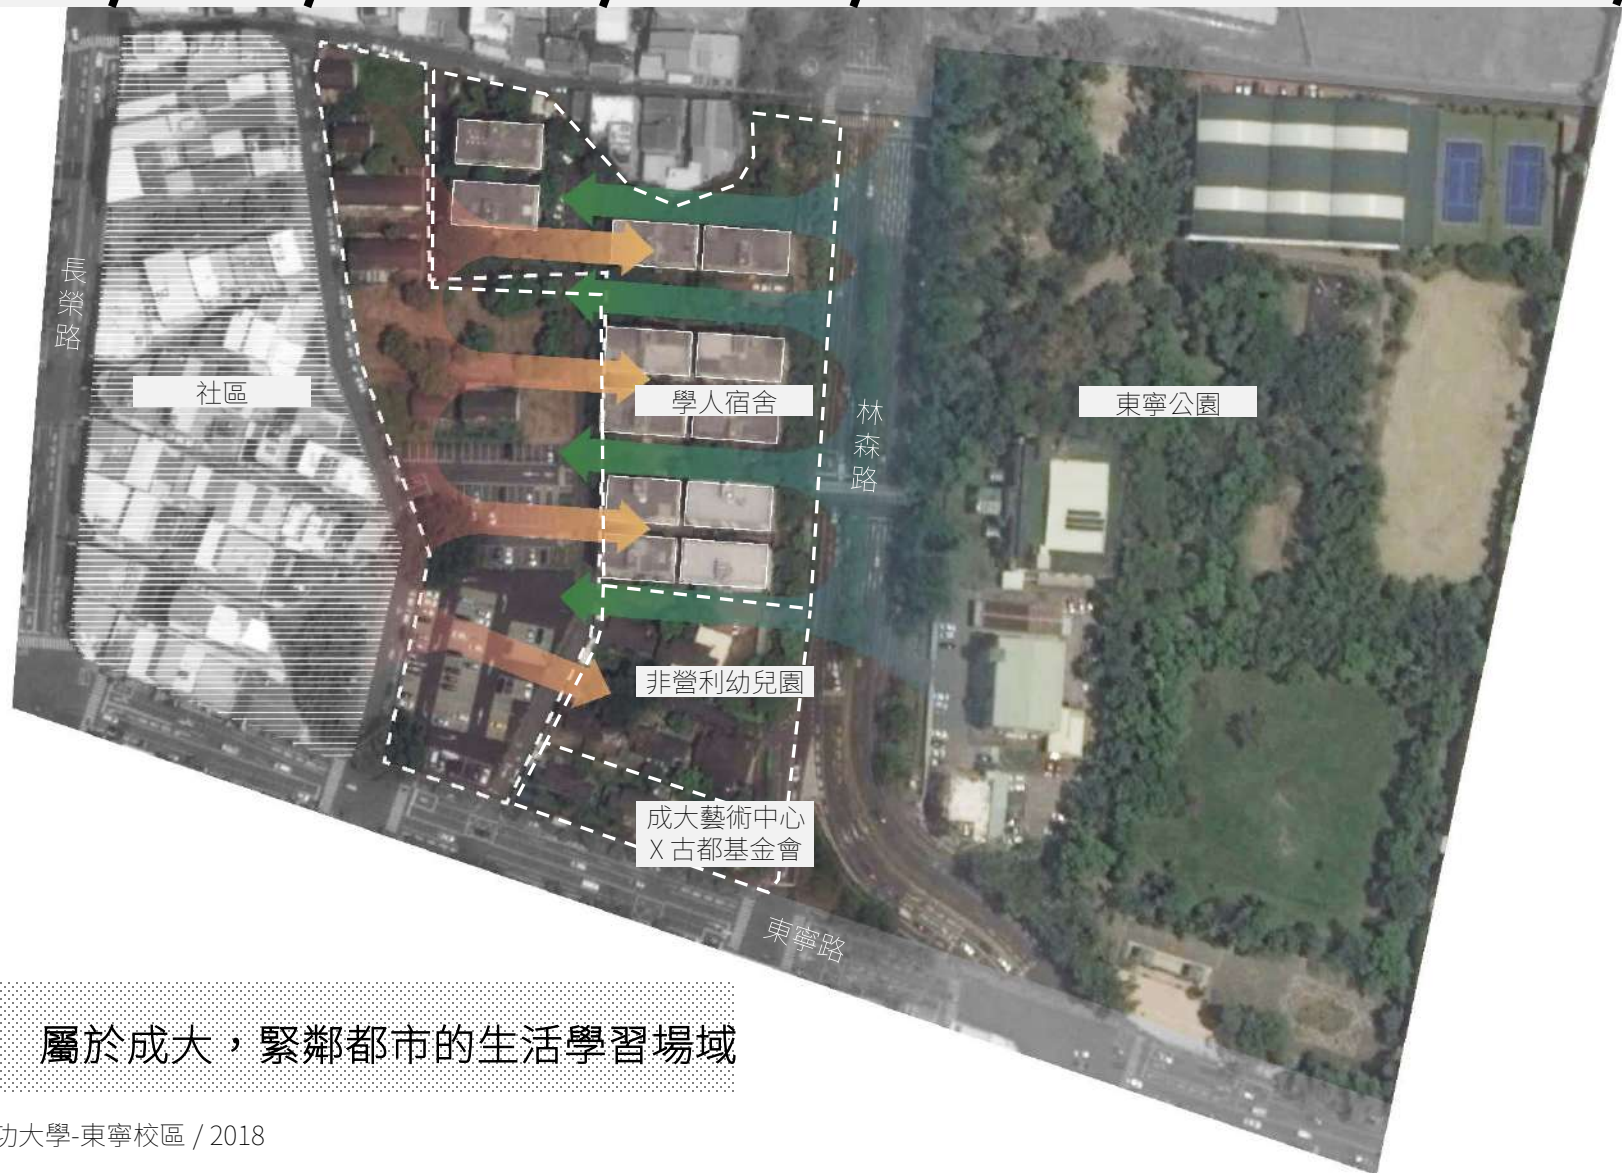 長榮路
社區
學人宿舍
林森路
東寧公園
非營利幼兒園
成大藝術中心
X 古都基金會
東寧路
屬於成大，緊鄰都市的生活學習場域
功大學-東寧校區 / 2018